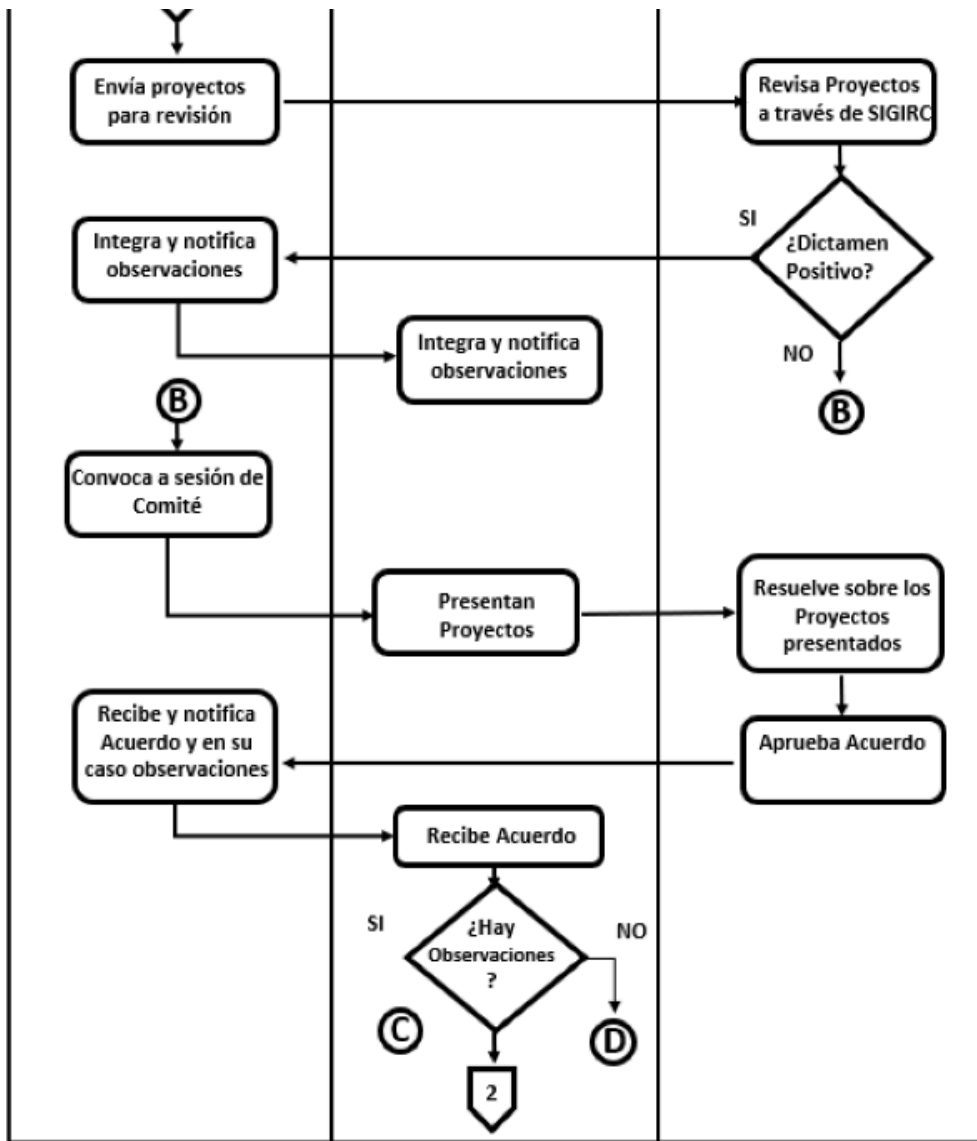 Envía proyectos
para revisión
Revisa Proyectos
a través de SIGIRC
SI
¿Dictamen
Positivo?
Integra y notifica
observaciones
Integra y notifica
observaciones
NO
B
B
Convoca a sesión de
Comité
Presentan
Proyectos
Resuelve sobre los
Proyectos
presentados
Recibe y notifica
Acuerdo y en su
caso observaciones
Aprueba Acuerdo
Recibe Acuerdo
SI
¿Hay
Observaciones
?
NO
C
D
2